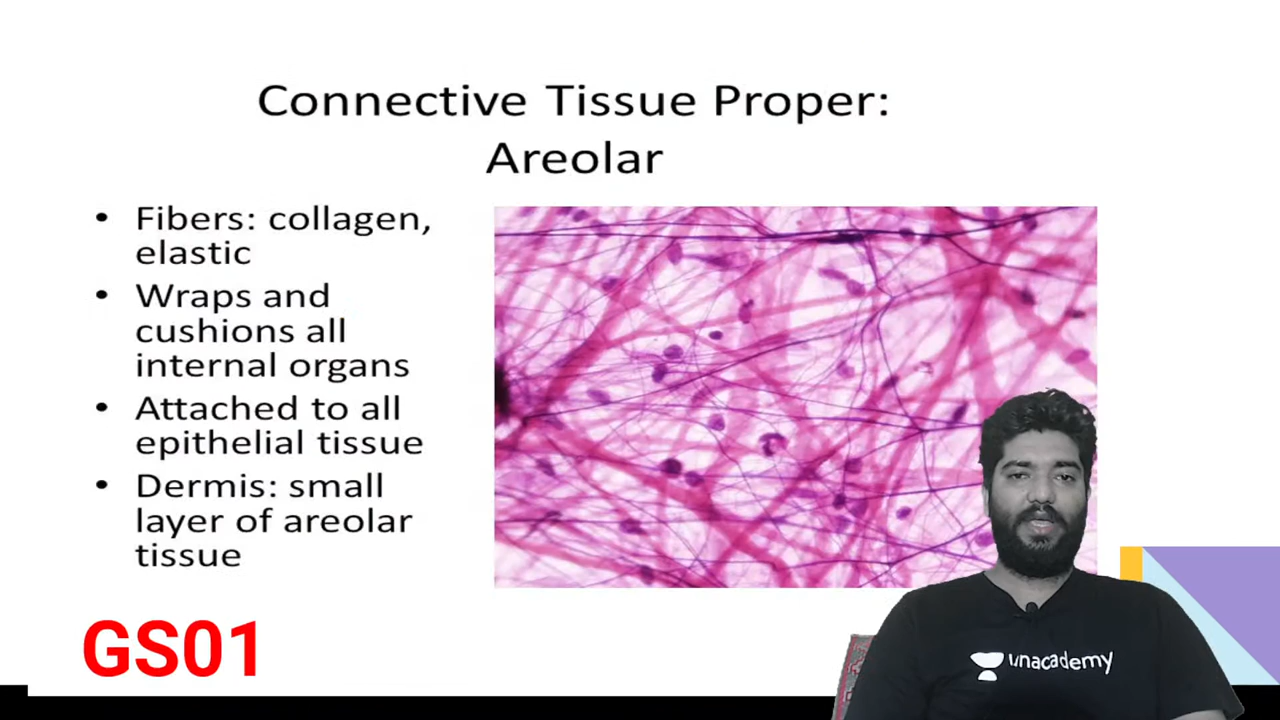 Connective Tissue Proper:
Areolar
• Fibers: collagen,
elastic
• Wraps and
cushions all
internal organs
• Attached to all
epithelial tissue
• Dermis: small
layer of areolar
tissue
GS01
unacademy